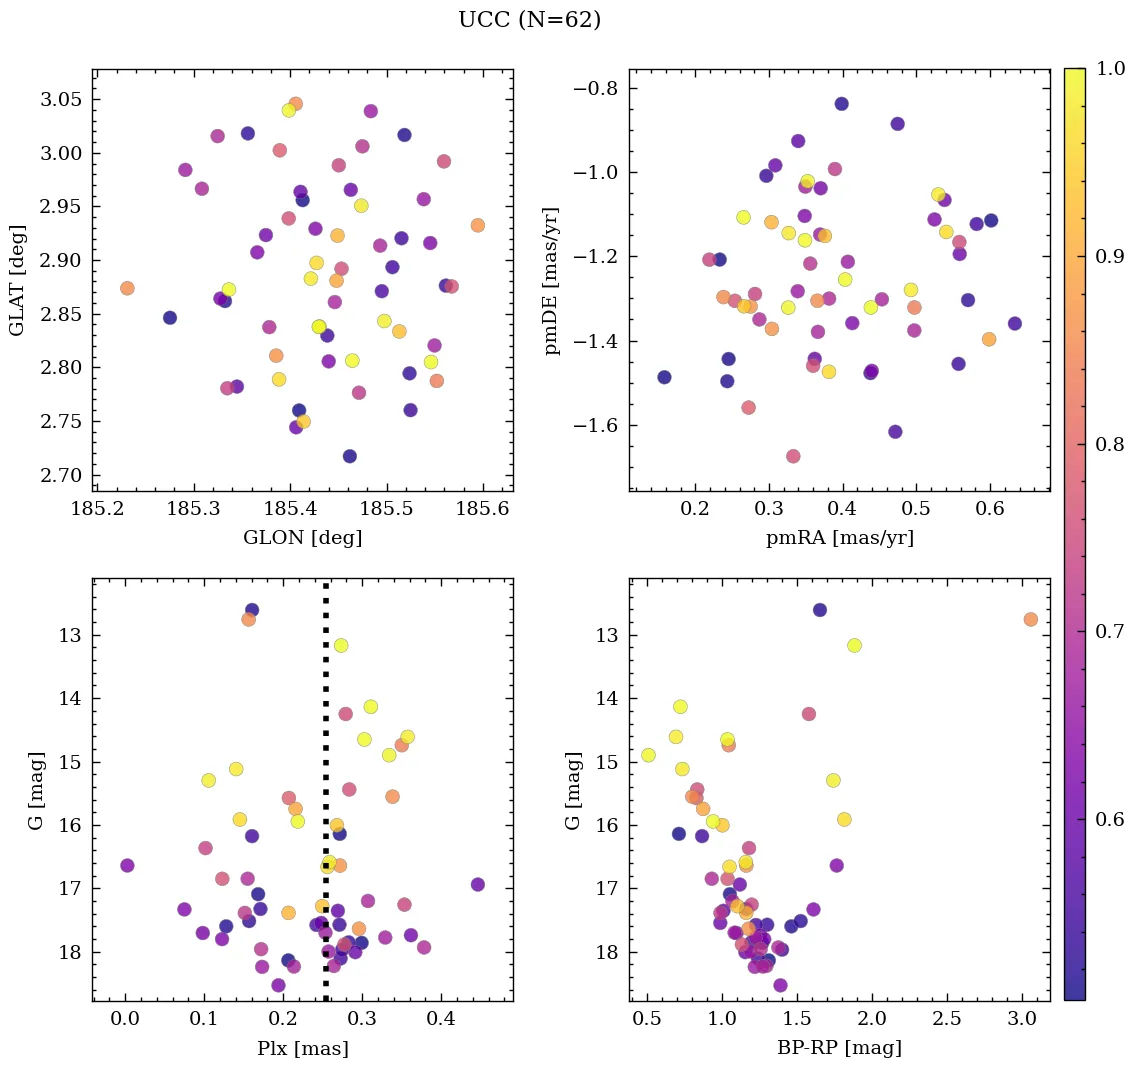 UCC (N=62)
3.05
3.00
2.95
2.90
2.85
2.80
2.75
2.70
GLAT [deg]
185.2 185.3 185.4 185.5 185.6
GLON [deg]
−0.8
−1.0
−1.2
−1.4
−1.6
pmDE [mas/yr]
0.2 0.3 0.4 0.5 0.6
pmRA [mas/yr]
1.0
0.9
0.8
0.7
0.6
13
14
15
16
17
18
G [mag]
0.0 0.1 0.2 0.3 0.4
Plx [mas]
13
14
15
16
17
18
G [mag]
0.5 1.0 1.5 2.0 2.5 3.0
BP-RP [mag]